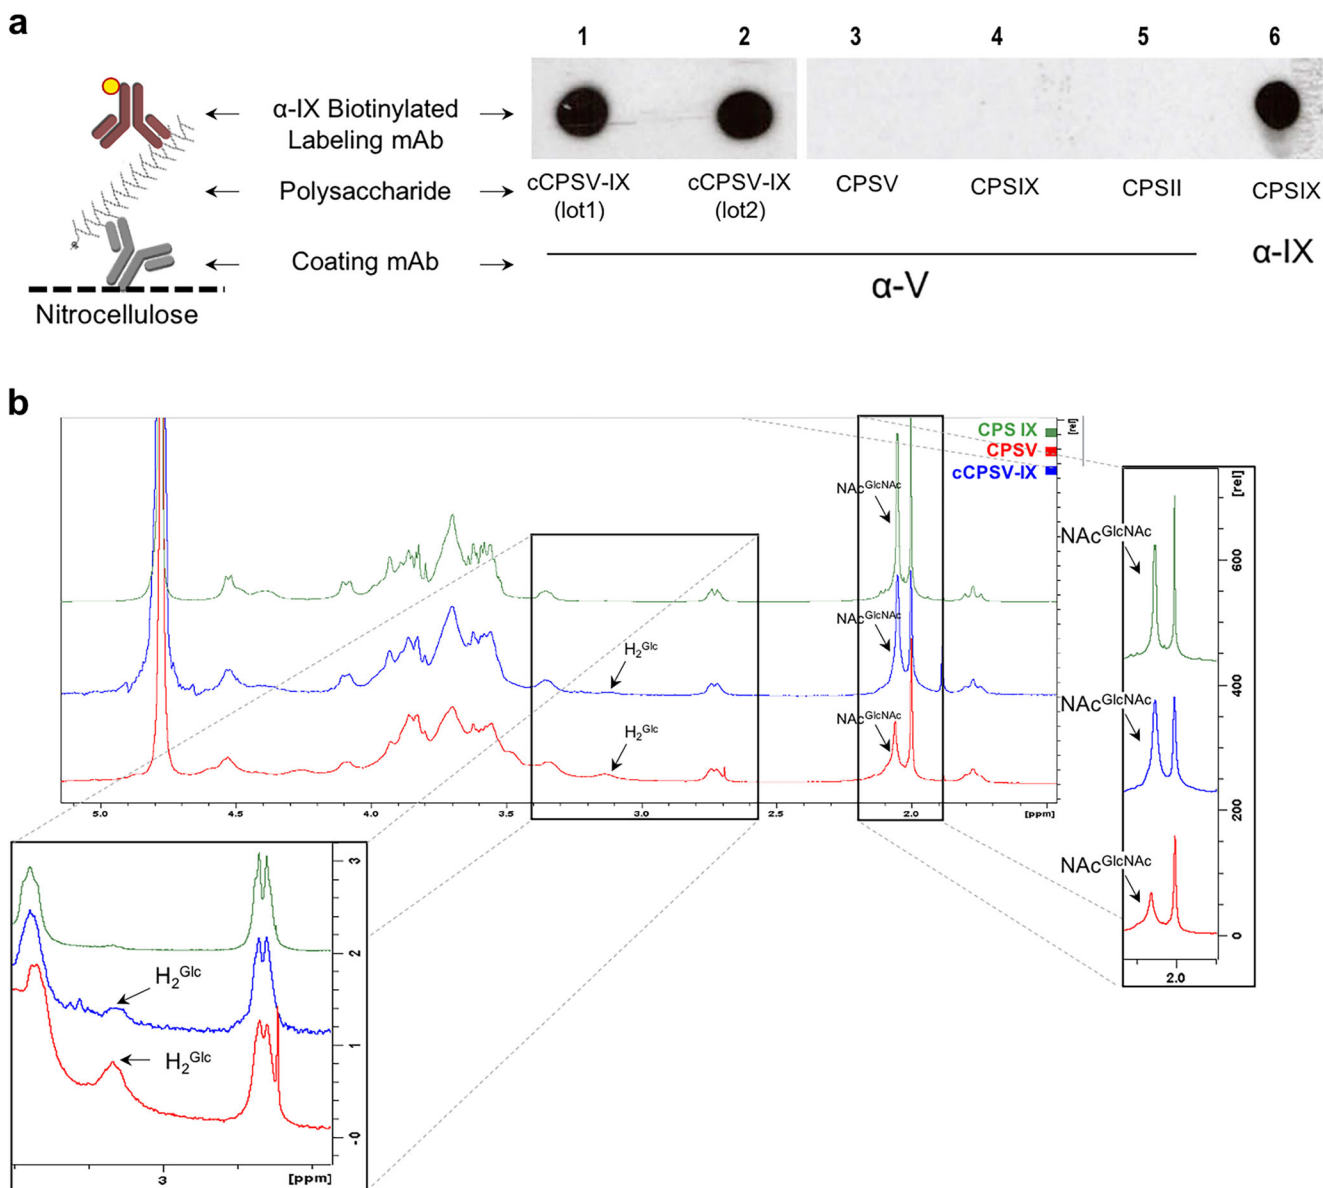 a
1 2 3 4 5 6
α-IX Biotinylated
Labeling mAb
Polysaccharide
Coating mAb
Nitrocellulose
cCPSV-IX
(lot1)
cCPSV-IX
(lot2)
CPSV
CPSIX
CPSII
CPSIX
α-V
α-IX
b
CPS IX
CPSV
cCPSV-IX
[rel]
NAcGlcNAc
NAcGlcNAc
NAcGlcNAc
H2Glc
H2Glc
5.0 4.5 4.0 3.5 3.0 2.5 2.0 [ppm]
[rel]
NAcGlcNAc
600
400
NAcGlcNAc
200
NAcGlcNAc
0
2.0
3
2
H2Glc
1
H2Glc
-0
3 [ppm]